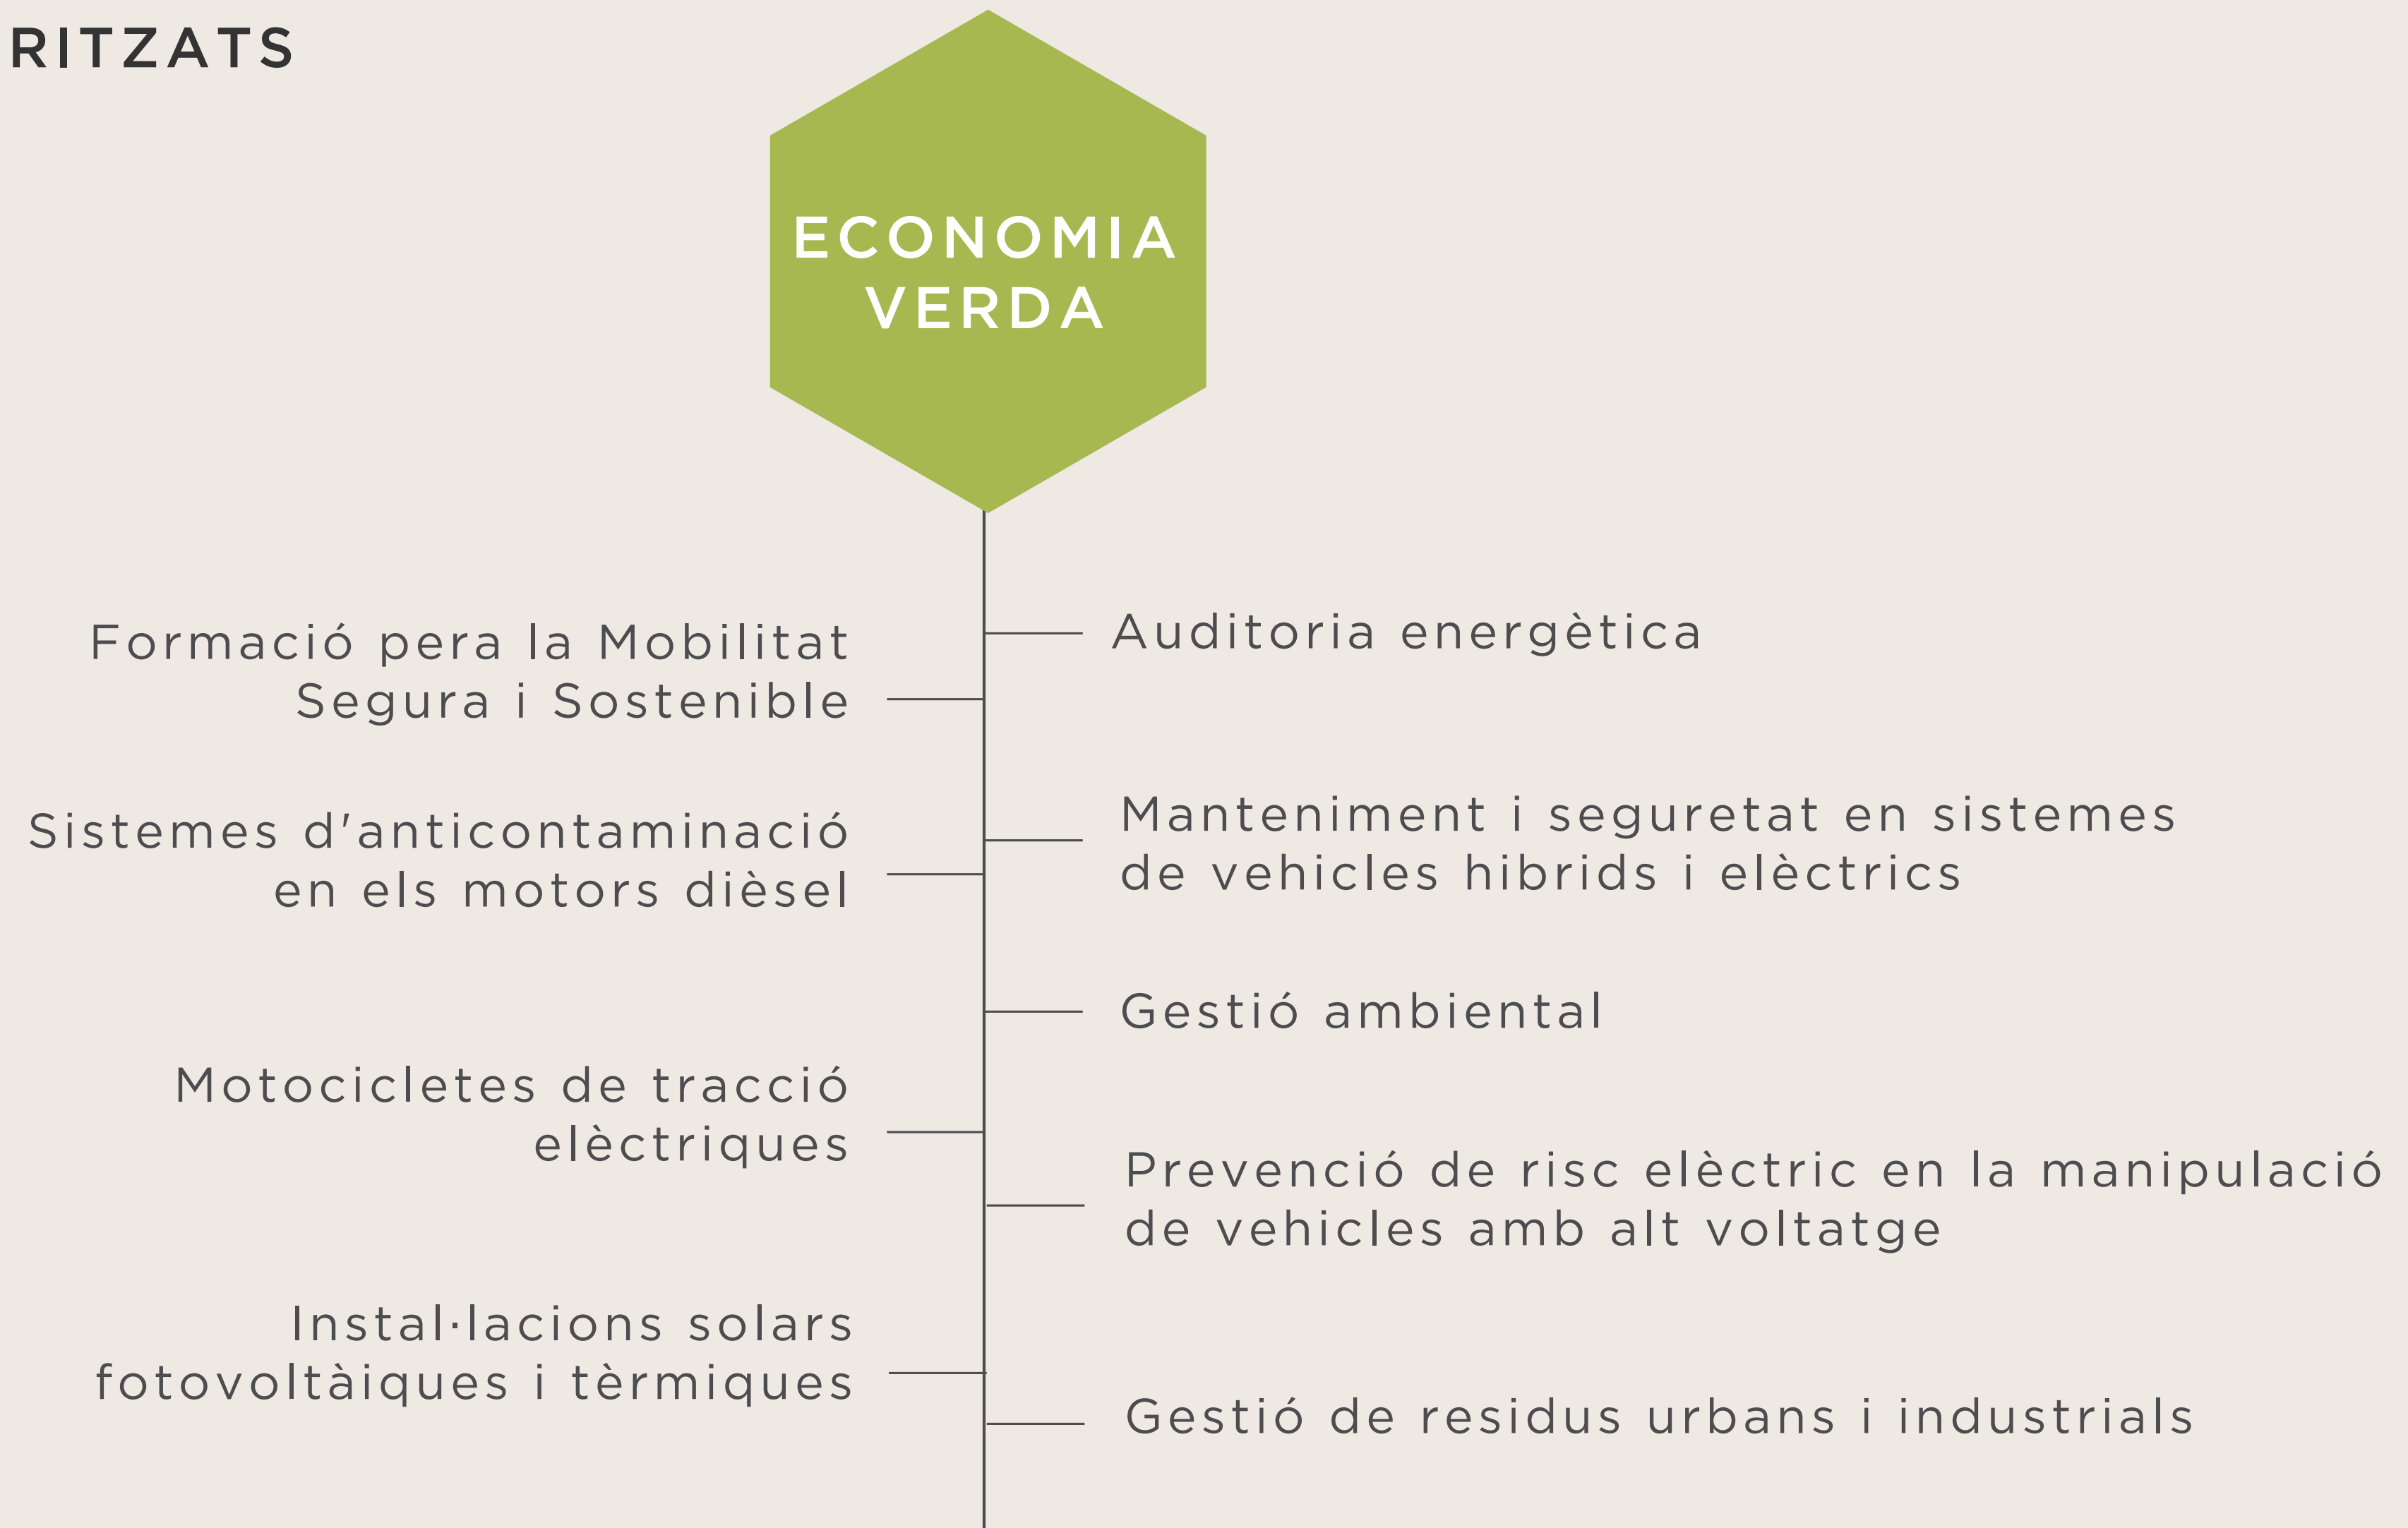 RITZATS
ECONOMIA
VERDA
Formació pera la Mobilitat
Segura i Sostenible
Sistemes d'anticontaminació
en els motors dièsel
Motocicletes de tracció
elèctriques
Instal·lacions solars
fotovoltàiques i tèrmiques
Auditoria energètica
Manteniment i seguretat en sistemes
de vehicles hibrids i elèctrics
Gestió ambiental
Prevenció de risc elèctric en la manipulació
de vehicles amb alt voltatge
Gestió de residus urbans i industrials